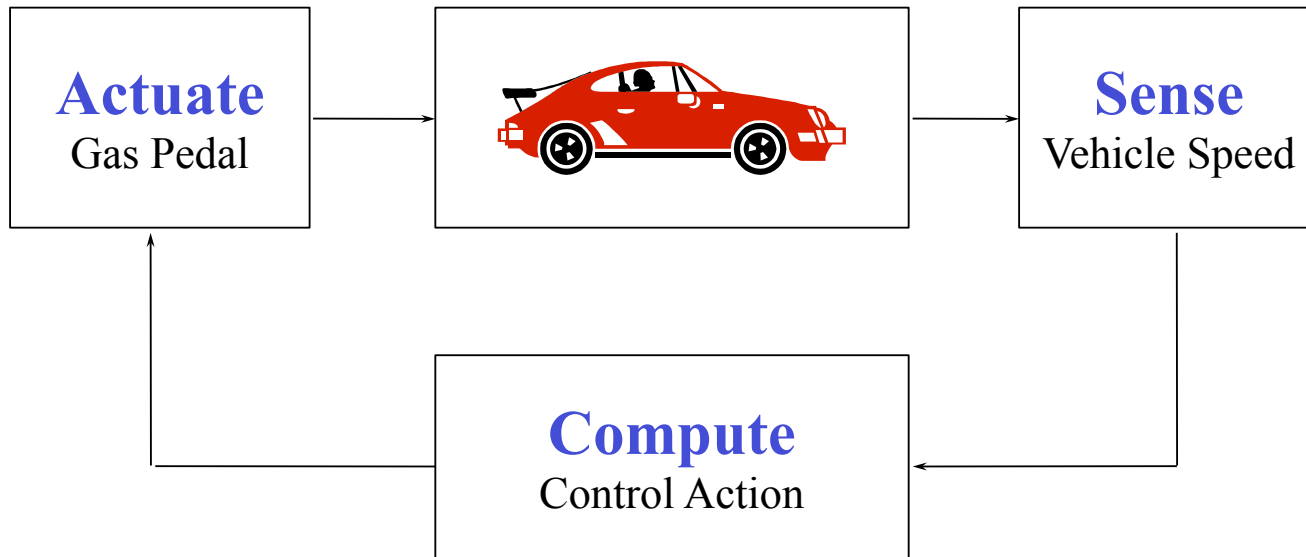 Actuate
Gas Pedal
Sense
Vehicle Speed
Compute
Control Action